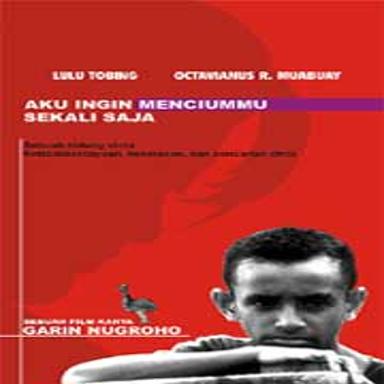 LULU TOBING OCTAVIANUS R. MUABUAY
AKU INGIN MENCIUMMU
SEKALI SAJA
SEBUAH FILM KARYA
GARIN NUGROHO